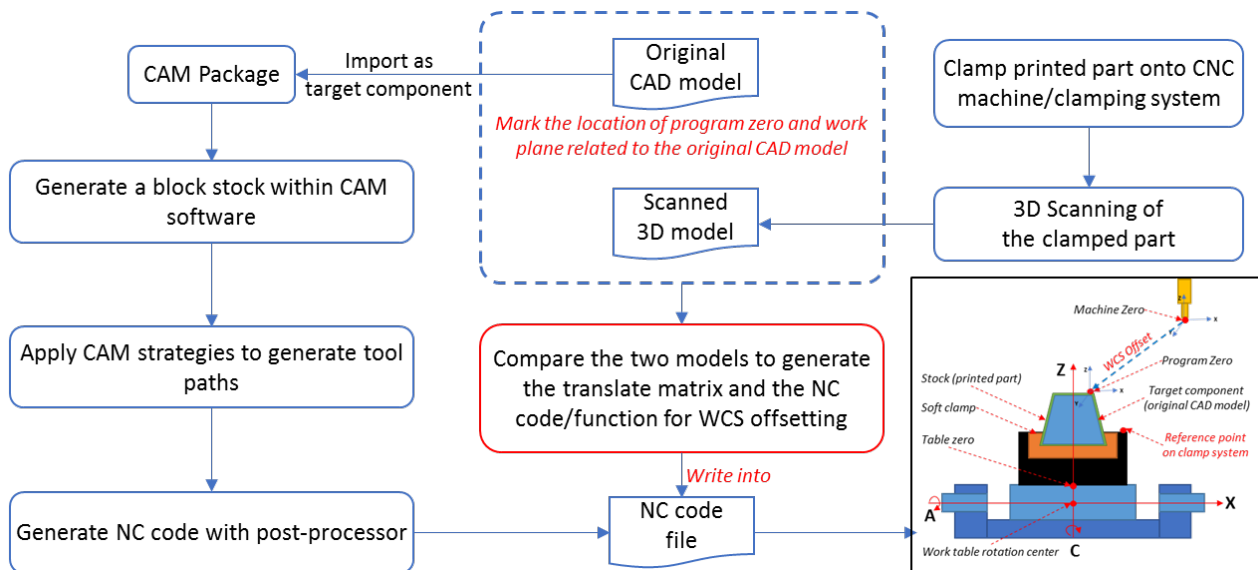 CAM Package
Import as
target component
Original
CAD model
Mark the location of program zero and work
plane related to the original CAD model
Scanned
3D model
Clamp printed part onto CNC
machine/clamping system
3D Scanning of
the clamped part
Generate a block stock within CAM
software
Apply CAM strategies to generate tool
paths
Generate NC code with post-processor
Compare the two models to generate
the translate matrix and the NC
code/function for WCS offsetting
Write into
NC code
file
Machine Zero
z
x
WCS Offset
Program Zero
Z
z
x
Stock (printed part)
Target component
(original CAD model)
Soft clamp
Table zero
Reference point
on clamp system
A
X
C
Work table rotation center